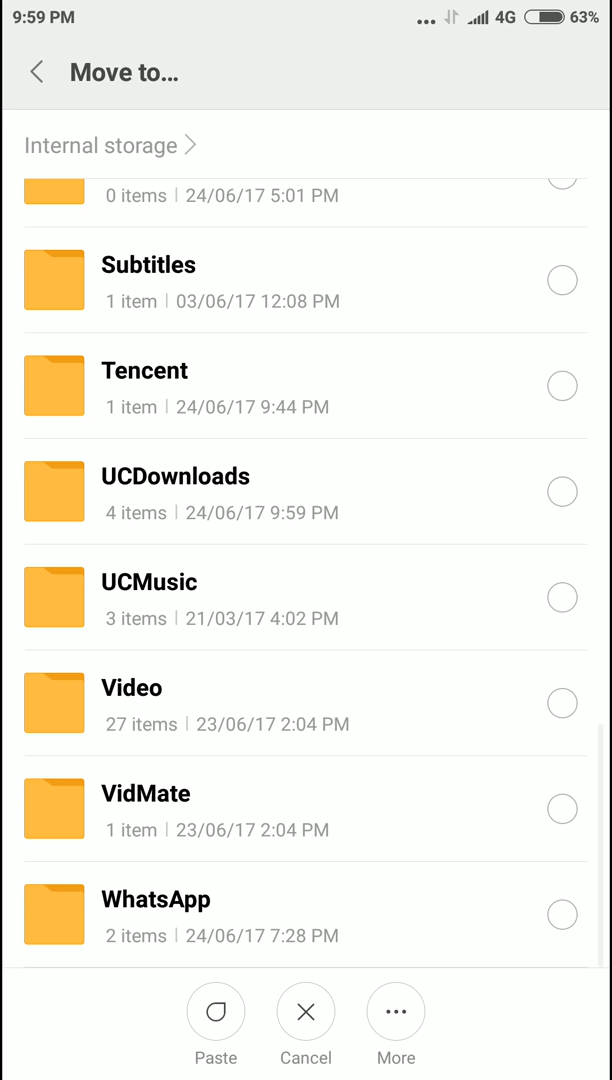 9:59 PM ... 4G 63%
Move to...
Internal storage
0 items | 24/06/17 5:01 PM
Subtitles
1 item | 03/06/17 12:08 PM
Tencent
1 item | 24/06/17 9:44 PM
UCDownloads
4 items | 24/06/17 9:59 PM
UCMusic
3 items | 21/03/17 4:02 PM
Video
27 items | 23/06/17 2:04 PM
VidMate
1 item | 23/06/17 2:04 PM
WhatsApp
2 items | 24/06/17 7:28 PM
Paste Cancel More